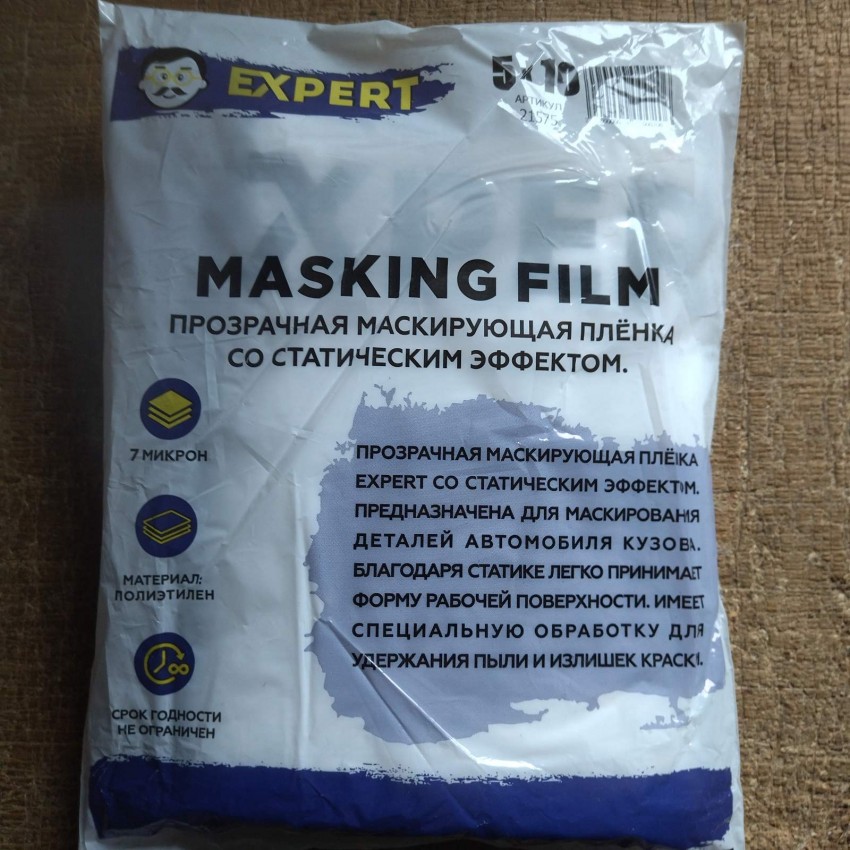 EXPERT
5×10
АРТИКУЛ
MASKING FILM
ПРОЗРАЧНАЯ МАСКИРУЮЩАЯ ПЛЁНКА
СО СТАТИЧЕСКИМ ЭФФЕКТОМ.
7 МИКРОН
МАТЕРИАЛ:
ПОЛИЭТИЛЕН
СРОК ГОДНОСТИ
НЕ ОГРАНИЧЕН
ПРОЗРАЧНАЯ МАСКИРУЮЩАЯ ПЛЁНКА
EXPERT СО СТАТИЧЕСКИМ ЭФФЕКТОМ.
ПРЕДНАЗНАЧЕНА ДЛЯ МАСКИРОВАНИЯ
ДЕТАЛЕЙ АВТОМОБИЛЯ КУЗОВА.
БЛАГОДАРЯ СТАТИКЕ ЛЕГКО ПРИНИМАЕТ
ФОРМУ РАБОЧЕЙ ПОВЕРХНОСТИ. ИМЕЕТ
СПЕЦИАЛЬНУЮ ОБРАБОТКУ ДЛЯ
УДЕРЖАНИЯ ПЫЛИ И ИЗЛИШЕК КРАСКИ.